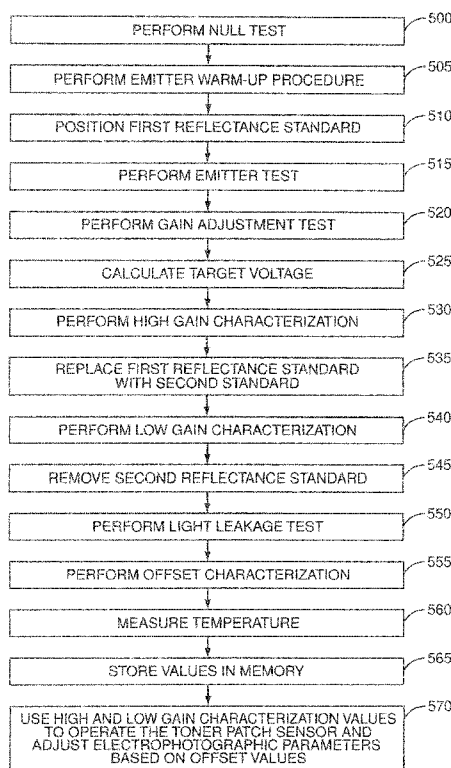 500
PERFORM NULL TEST
505
PERFORM EMITTER WARM-UP PROCEDURE
510
POSITION FIRST REFLECTANCE STANDARD
515
PERFORM EMITTER TEST
520
PERFORM GAIN ADJUSTMENT TEST
525
CALCULATE TARGET VOLTAGE
530
PERFORM HIGH GAIN CHARACTERIZATION
535
REPLACE FIRST REFLECTANCE STANDARD
WITH SECOND STANDARD
540
PERFORM LOW GAIN CHARACTERIZATION
545
REMOVE SECOND REFLECTANCE STANDARD
550
PERFORM LIGHT LEAKAGE TEST
555
PERFORM OFFSET CHARACTERIZATION
560
MEASURE TEMPERATURE
565
STORE VALUES IN MEMORY
570
USE HIGH AND LOW GAIN CHARACTERIZATION VALUES
TO OPERATE THE TONER PATCH SENSOR AND
ADJUST ELECTROPHOTOGRAPHIC PARAMETERS
BASED ON OFFSET VALUES